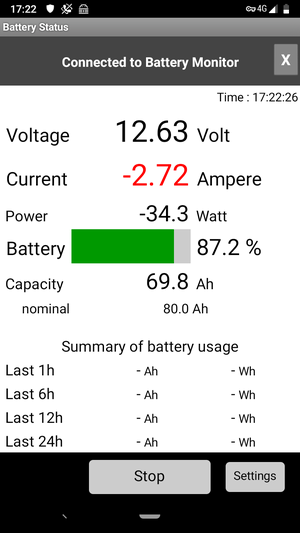 17:22 4G
Battery Status
Connected to Battery Monitor X
Time : 17:22:26
Voltage 12.63 Volt
Current -2.72 Ampere
Power -34.3 Watt
Battery 87.2 %
Capacity 69.8 Ah
nominal 80.0 Ah
Summary of battery usage
Last 1h - Ah - Wh
Last 6h - Ah - Wh
Last 12h - Ah - Wh
Last 24h - Ah - Wh
Stop Settings